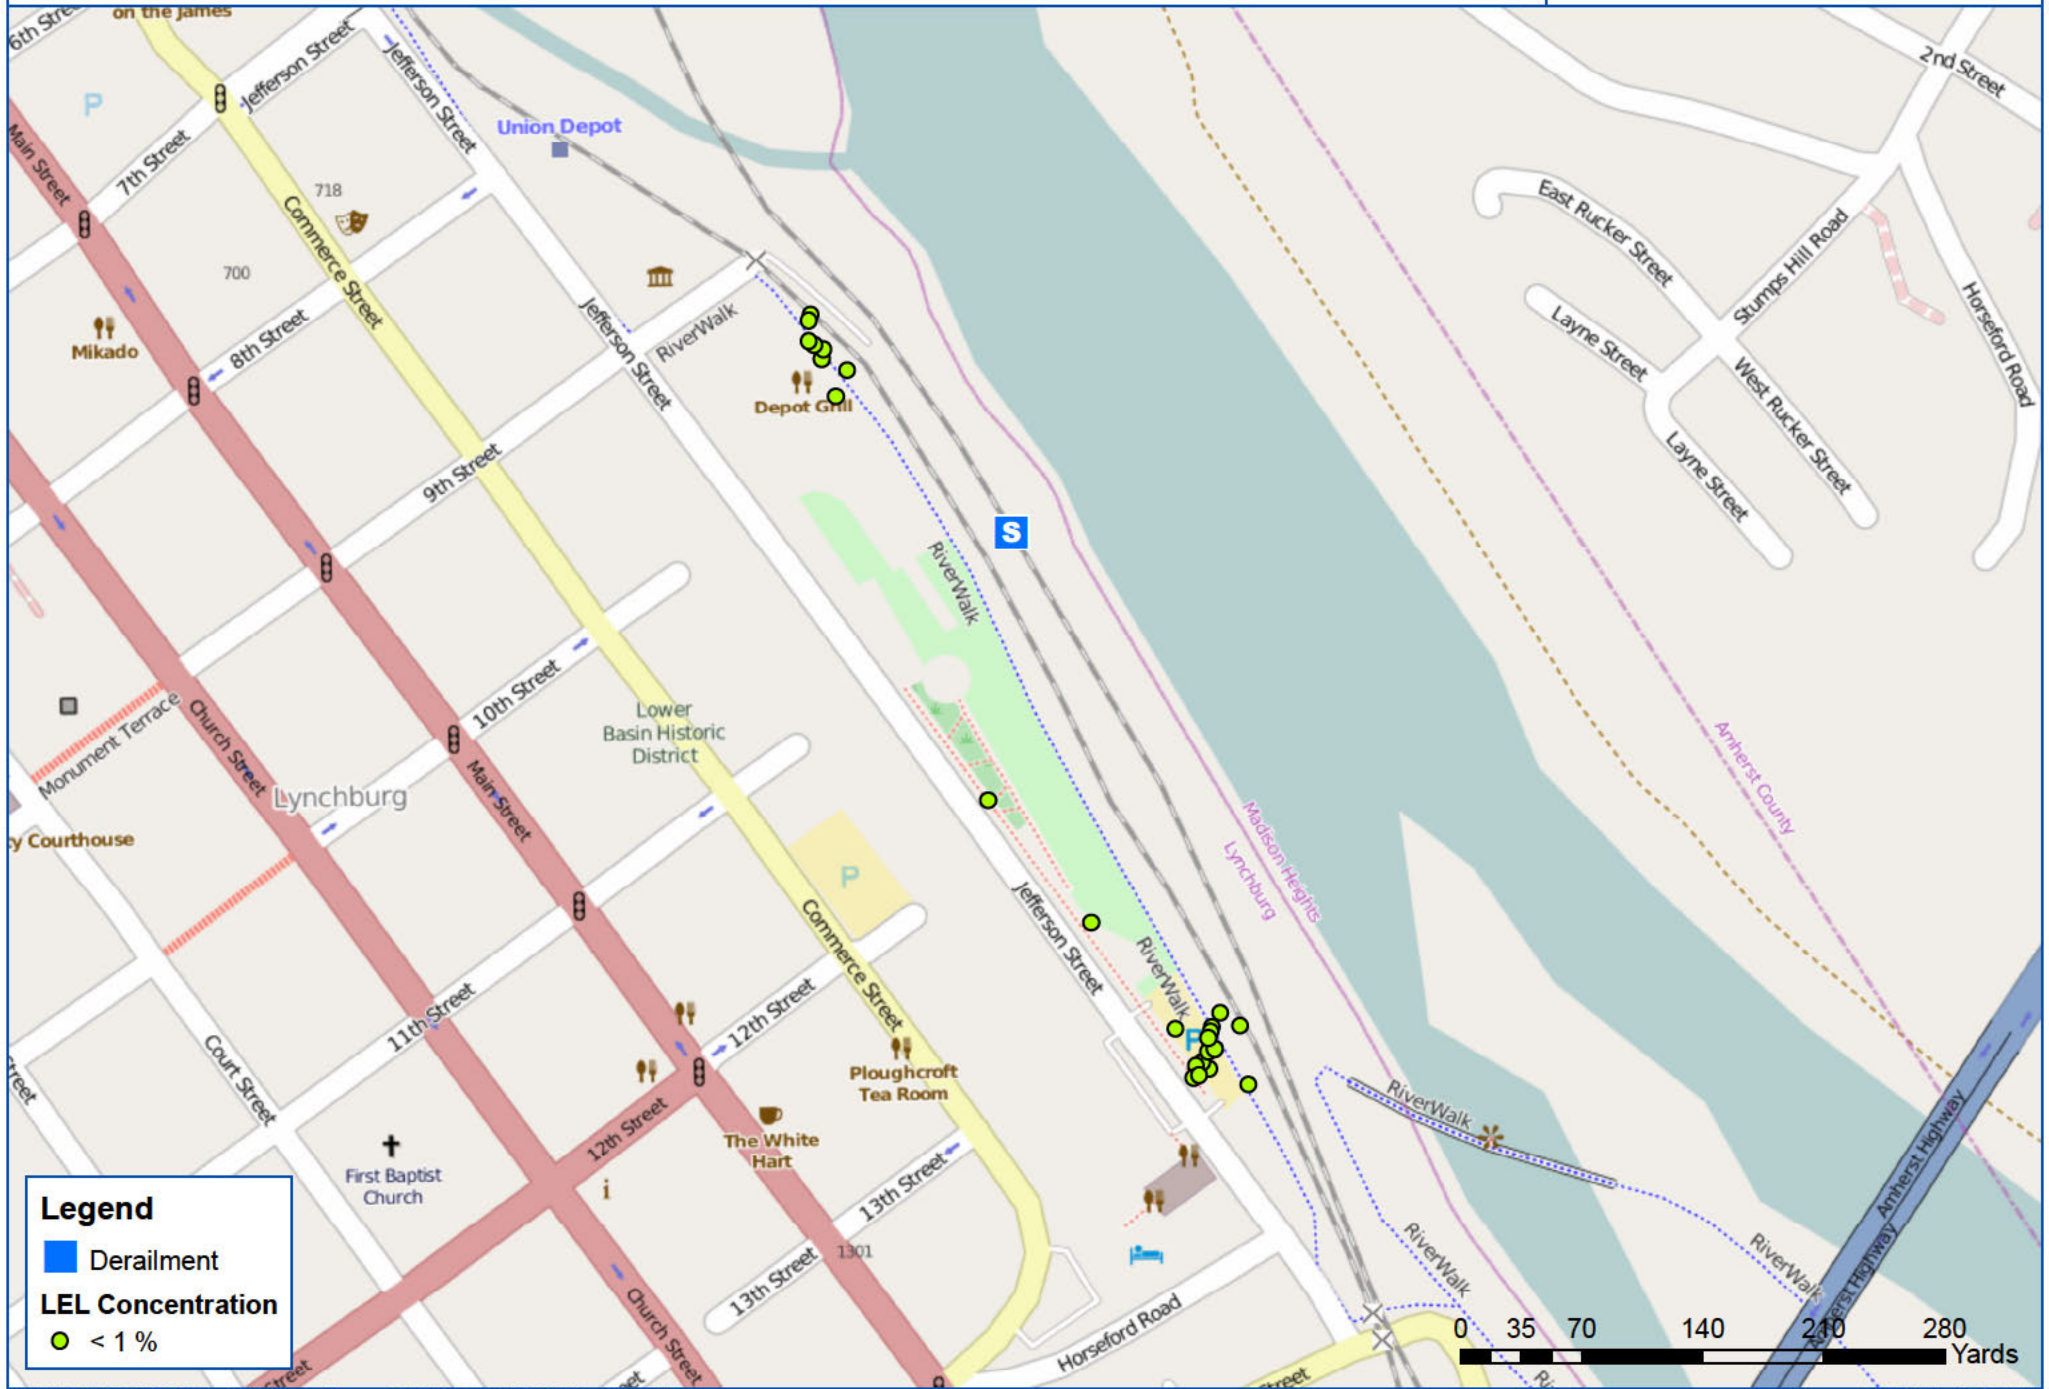 on the James
6th Stre
Jefferson Street
Jefferson Street
2nd Street
P
Union Depot
Main Street
7th Street
718
Commerce Street
East Rucker Street
Stumps Hill Road
700
Horseford Road
Mikado
8th Street
Jefferson Street
RiverWalk
Layne Street
Depot Grill
West Rucker Street
9th Street
Layne Street
S
RiverWalk
10th Street
Monument Terrace
Church Street
Lower
Basin Historic
District
Amherst County
Main Street
Lynchburg
Madison Heights
Lynchburg
y Courthouse
P
Jefferson Street
Commerce Street
RiverWalk
11th Street
12th Street
P
Court Street
Street
Ploughcroft
Tea Room
RiverWalk
12th Street
The White
Hart
Amherst Highway
First Baptist
Church
i
13th Street
RiverWalk
RiverWalk
1301
13th Street
Amherst Highway
Church Street
Horseford Road
Street
Street
eet
Ri
Legend
Derailment
LEL Concentration
< 1 %
0 35 70 140 210 280
Yards